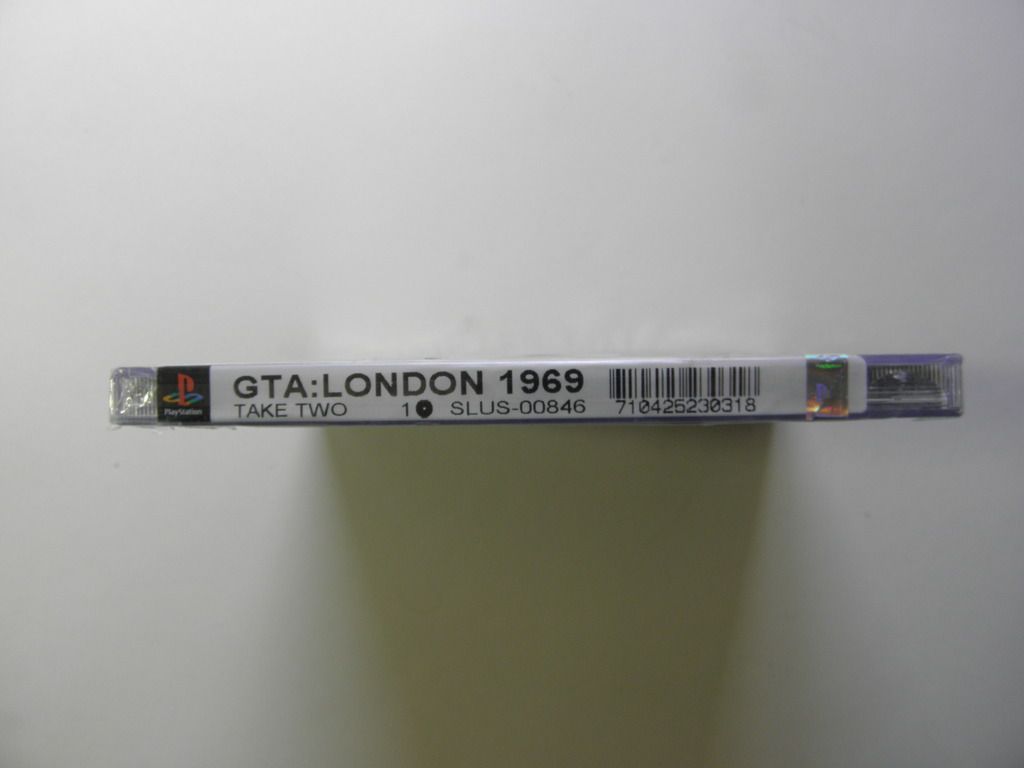 PlayStation
GTA:LONDON 1969
TAKE TWO 1 SLUS-00846 710425230318